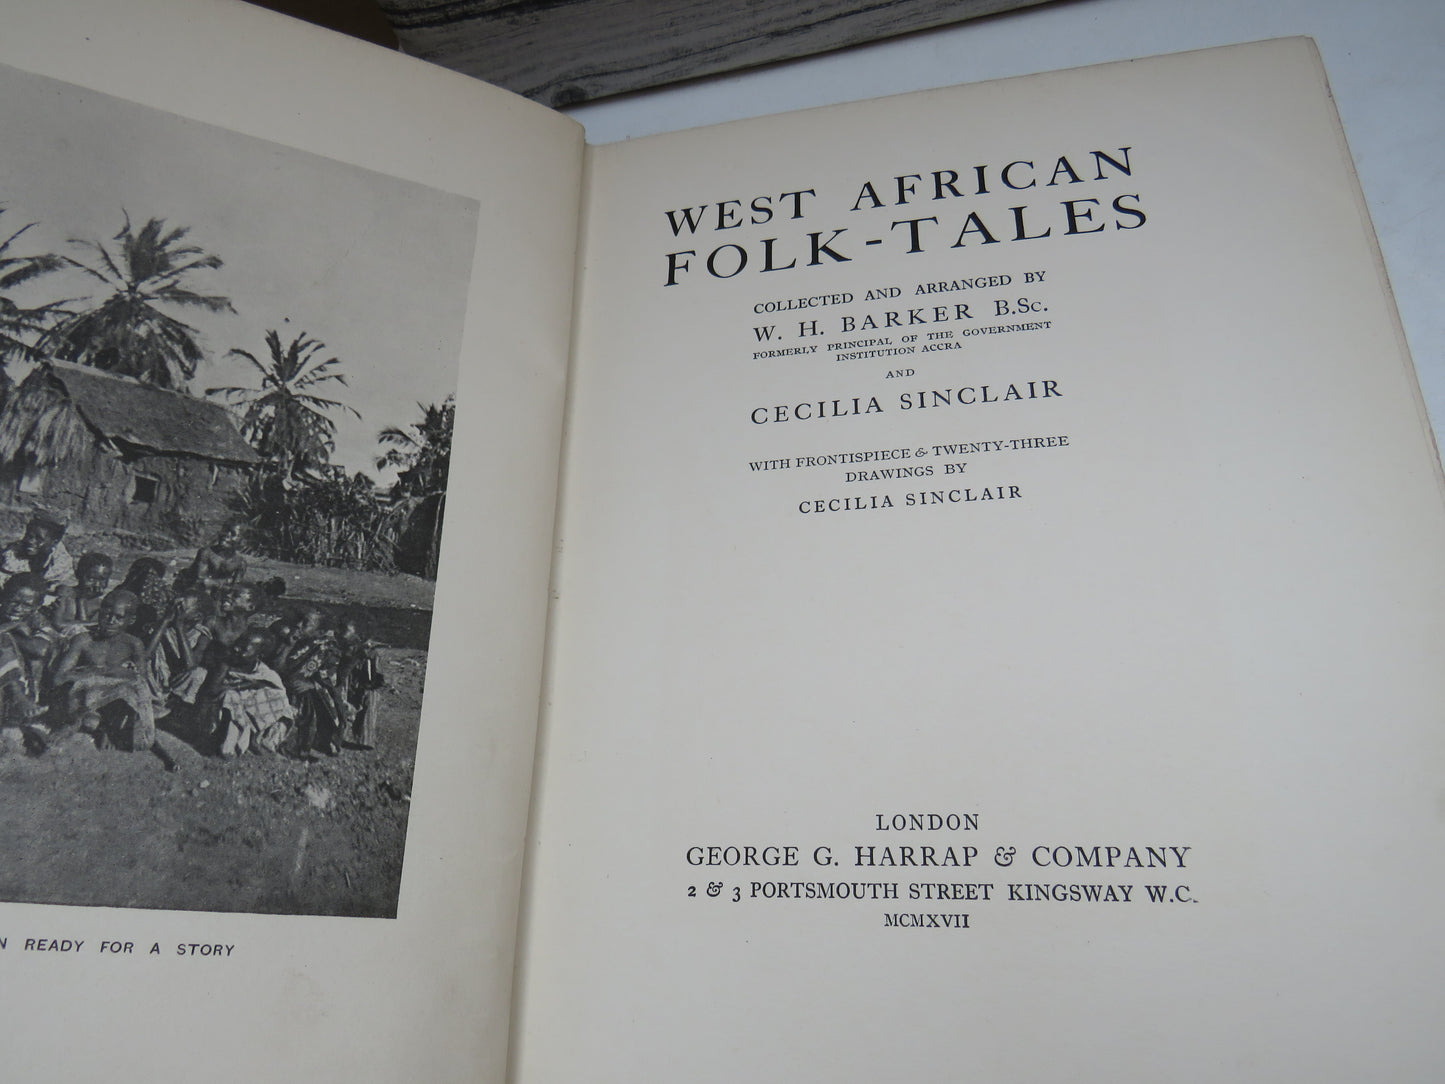 N READY FOR A STORY
WEST AFRICAN
FOLK-TALES
COLLECTED AND ARRANGED BY
W. H. BARKER B.Sc.
FORMERLY PRINCIPAL OF THE GOVERNMENT
INSTITUTION ACCRA
AND
CECILIA SINCLAIR
WITH FRONTISPIECE & TWENTY-THREE
DRAWINGS BY
CECILIA SINCLAIR
LONDON
GEORGE G. HARRAP & COMPANY
2 & 3 PORTSMOUTH STREET KINGSWAY W.C.
MCMXVII